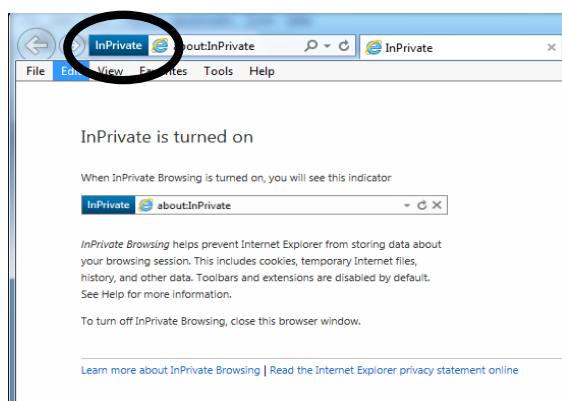 InPrivate about:InPrivate InPrivate
File Edit View Favorites Tools Help
InPrivate is turned on
When InPrivate Browsing is turned on, you will see this indicator
InPrivate about:InPrivate
InPrivate Browsing helps prevent Internet Explorer from storing data about
your browsing session. This includes cookies, temporary Internet files,
history, and other data. Toolbars and extensions are disabled by default.
See Help for more information.
To turn off InPrivate Browsing, close this browser window.
Learn more about InPrivate Browsing | Read the Internet Explorer privacy statement online